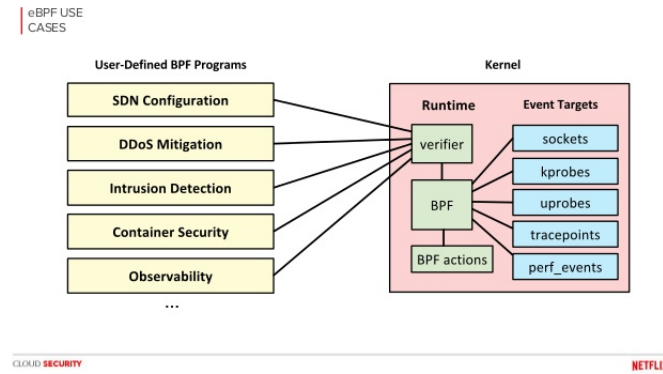 eBPF USE
CASES
User-Defined BPF Programs
Kernel
SDN Configuration
DDoS Mitigation
Intrusion Detection
Container Security
Observability
...
Runtime
Event Targets
verifier
BPF
BPF actions
sockets
kprobes
uprobes
tracepoints
perf_events
CLOUD SECURITY
NETFLI